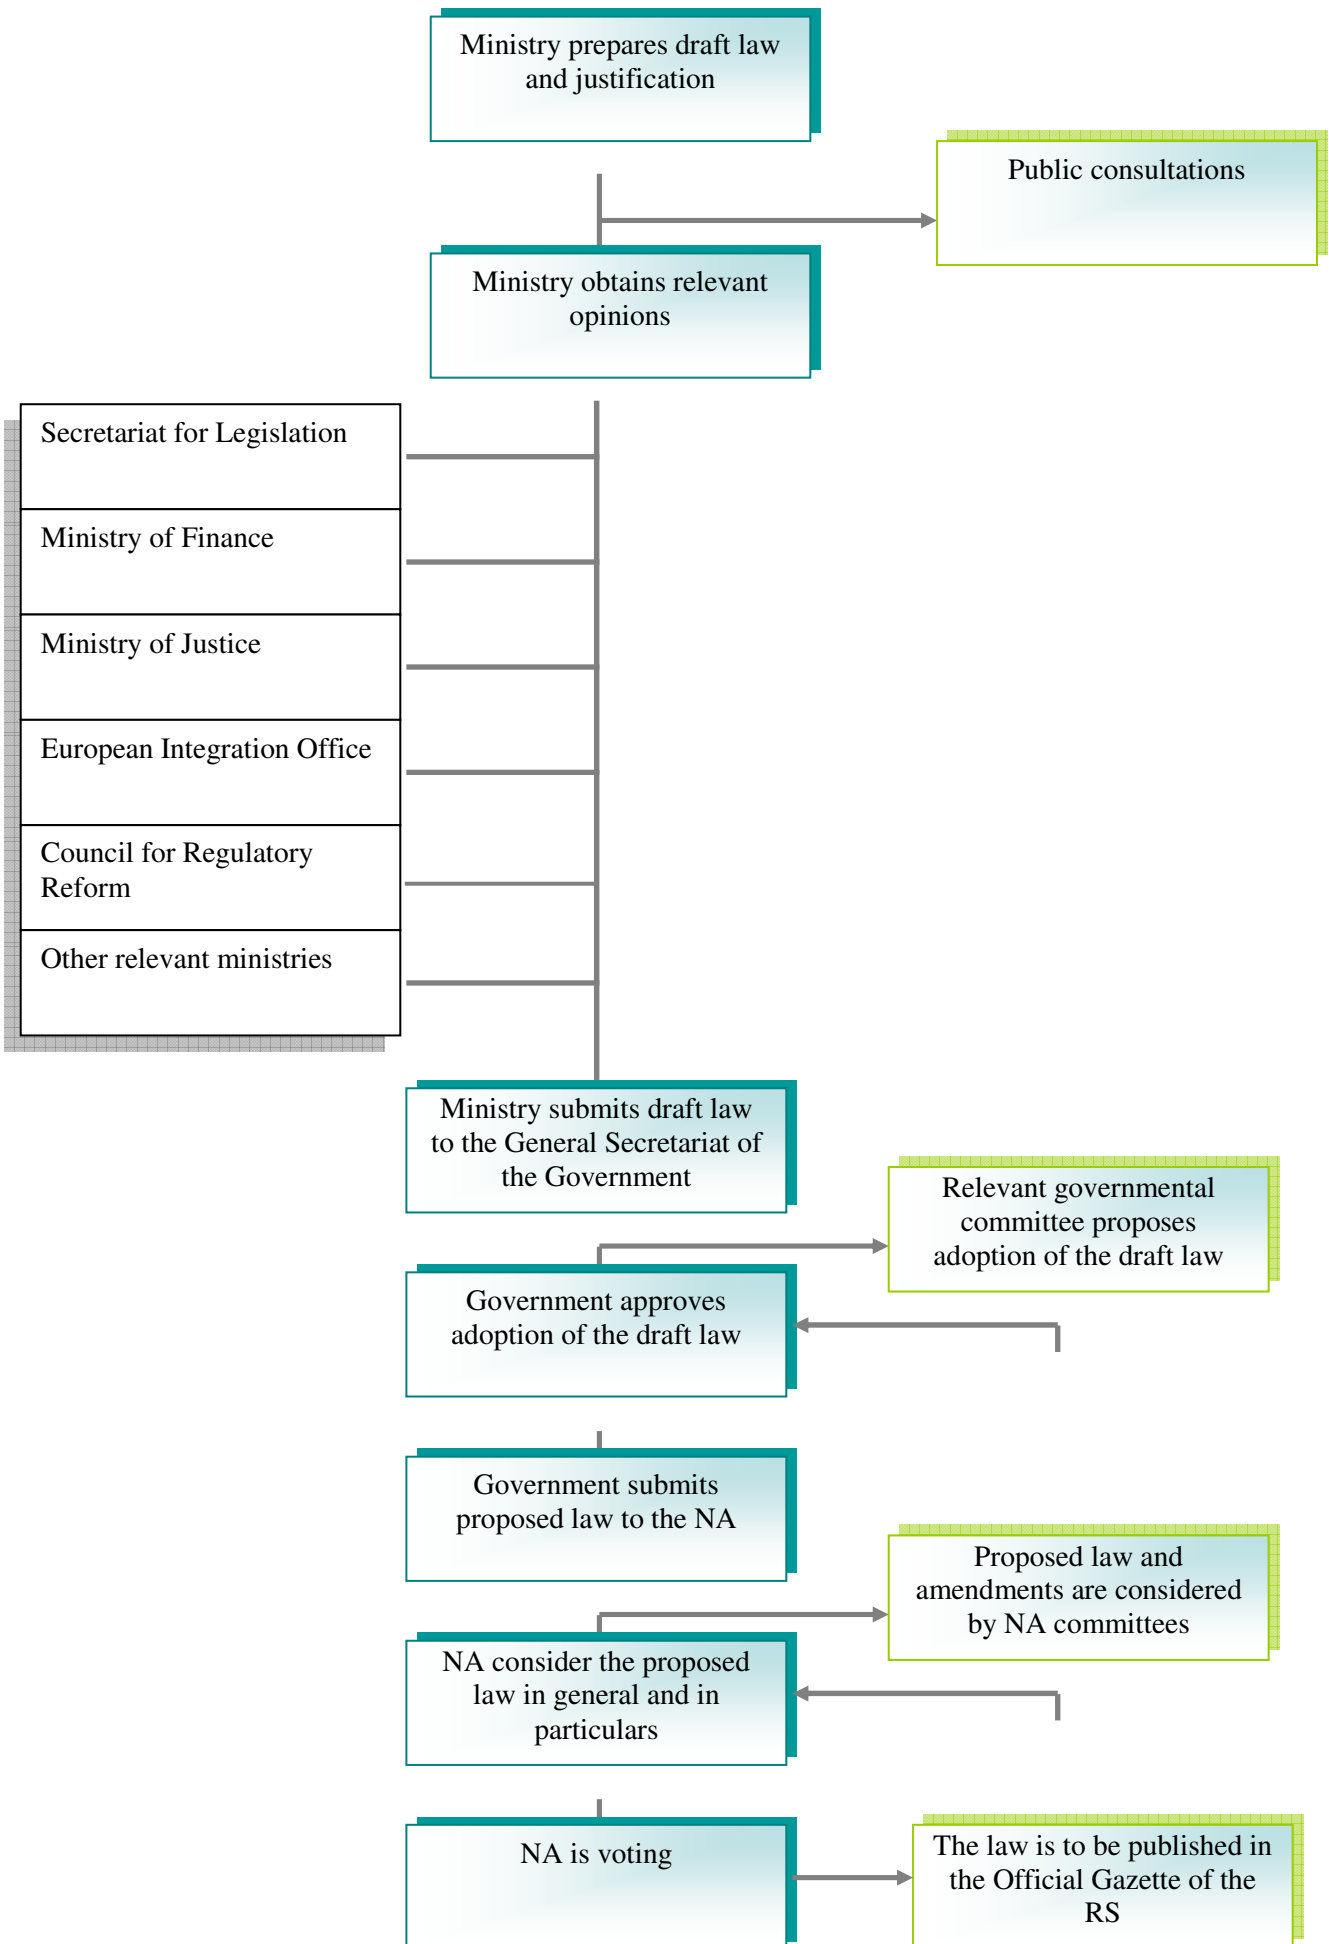 Ministry prepares draft law
and justification
Public consultations
Ministry obtains relevant
opinions
Secretariat for Legislation
Ministry of Finance
Ministry of Justice
European Integration Office
Council for Regulatory
Reform
Other relevant ministries
Ministry submits draft law
to the General Secretariat of
the Government
Relevant governmental
committee proposes
adoption of the draft law
Government approves
adoption of the draft law
Government submits
proposed law to the NA
Proposed law and
amendments are considered
by NA committees
NA consider the proposed
law in general and in
particulars
NA is voting
The law is to be published in
the Official Gazette of the
RS